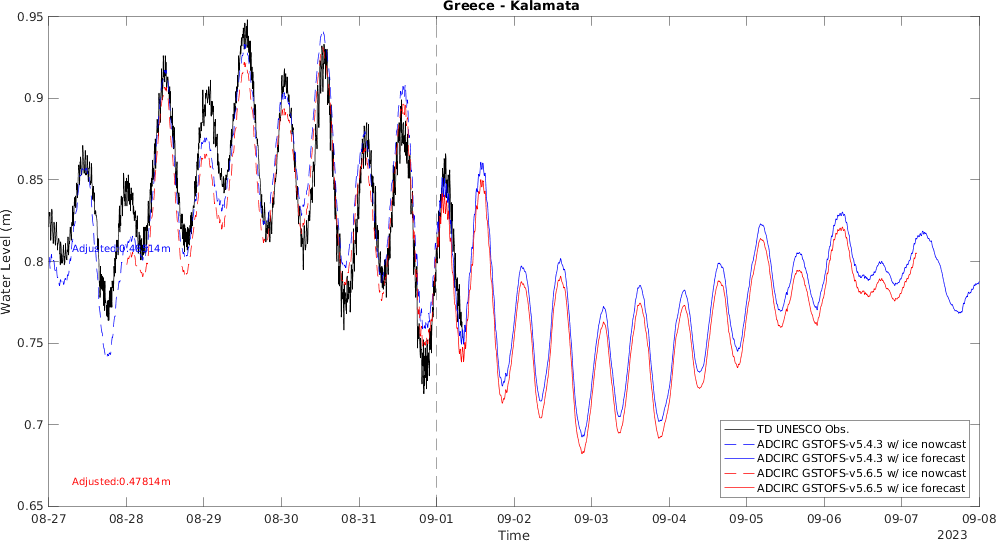 Greece - Kalamata
Water Level (m)
0.95
0.9
0.85
0.8
0.75
0.7
0.65
m
Adjusted:0.47814m
TD UNESCO Obs.
ADCIRC GSTOFS-v5.4.3 w/ ice nowcast
ADCIRC GSTOFS-v5.4.3 w/ ice forecast
ADCIRC GSTOFS-v5.6.5 w/ ice nowcast
ADCIRC GSTOFS-v5.6.5 w/ ice forecast
08-27 08-28 08-29 08-30 08-31 09-01 09-02 09-03 09-04 09-05 09-06 09-07 09-08
Time
2023